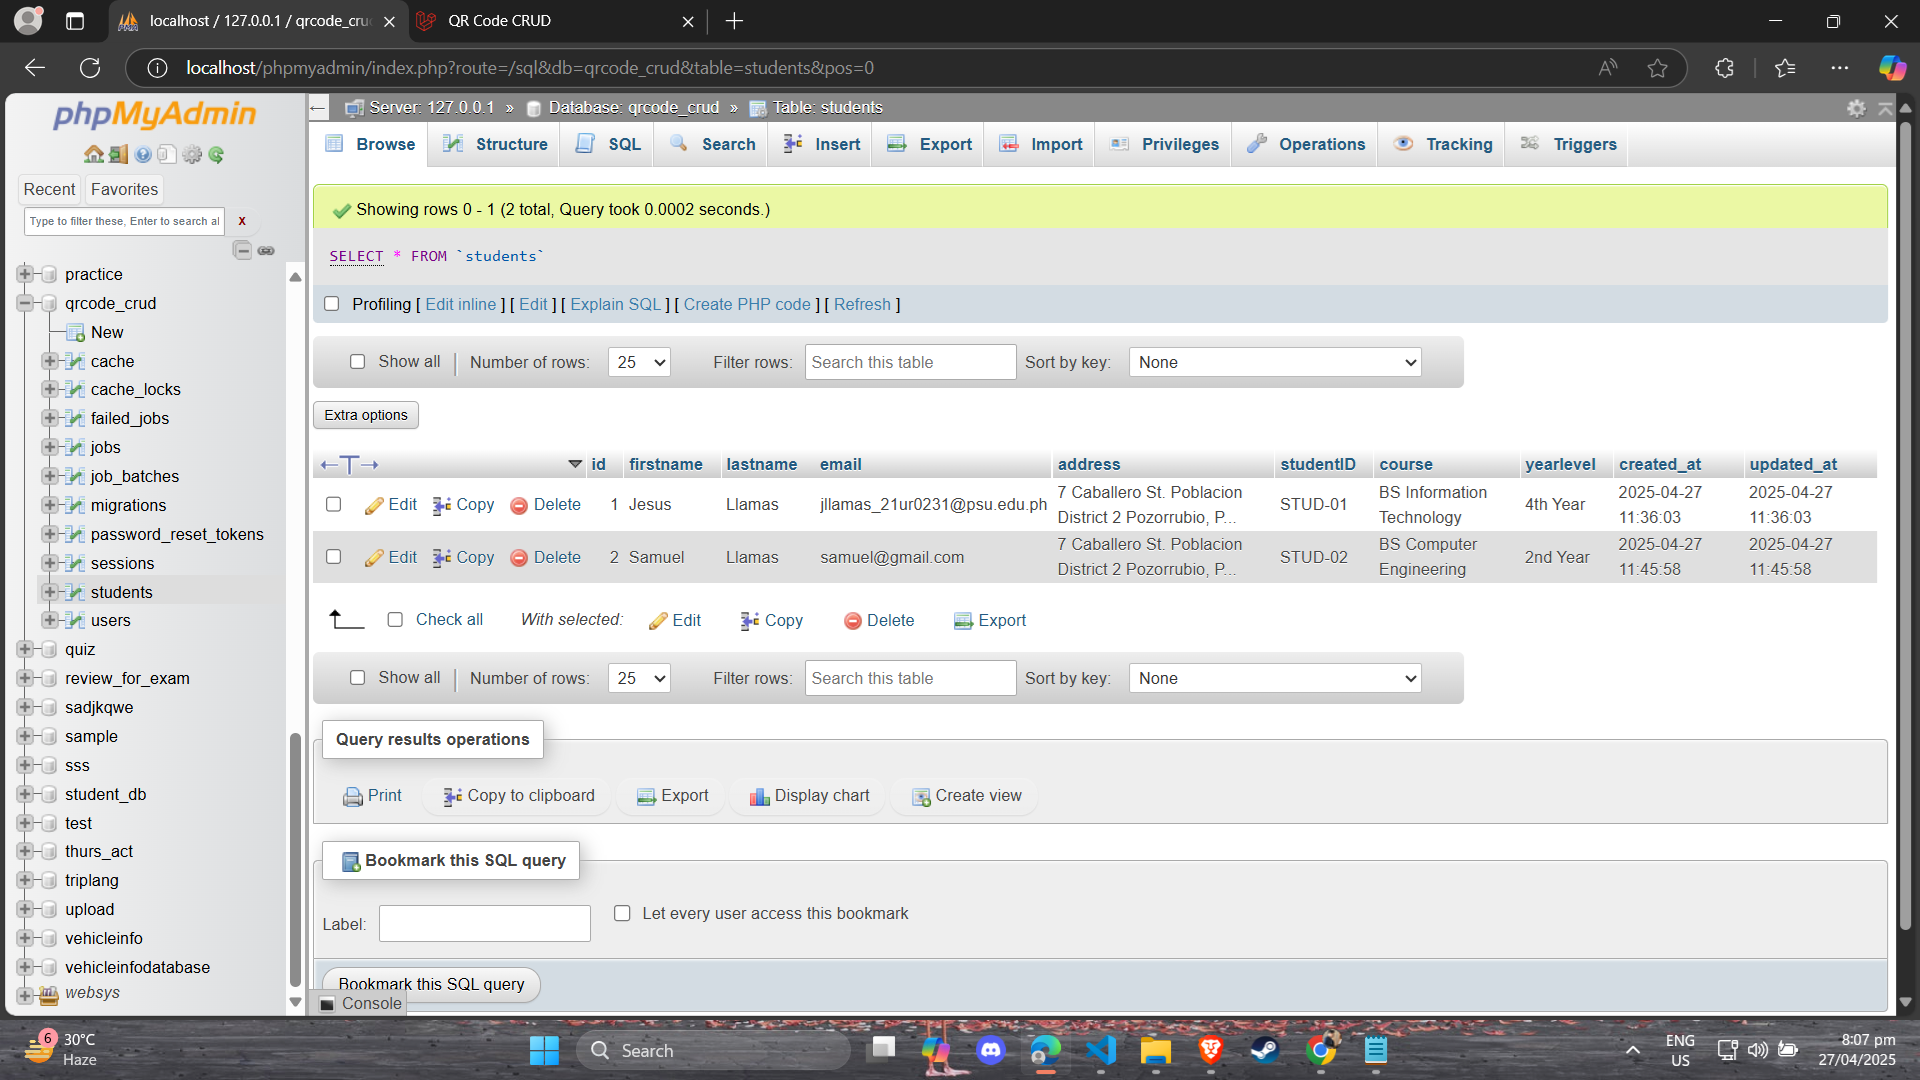 localhost / 127.0.0.1 / qrcode_cru
QR Code CRUD
localhost/phpmyadmin/index.php?route=/sql&db=qrcode_crud&table=students&pos=0
phpMyAdmin
Recent
Favorites
Type to filter these, Enter to search al
X
practice
qrcode_crud
New
cache
cache_locks
failed_jobs
jobs
job_batches
migrations
password_reset_tokens
sessions
students
users
quiz
review_for_exam
sadjkqwe
sample
sss
student_db
test
thurs_act
triplang
upload
vehicleinfo
vehicleinfodatabase
websys
Server: 127.0.0.1 » Database: qrcode_crud » Table: students
Browse Structure SQL Search Insert Export Import Privileges Operations Tracking Triggers
Showing rows 0 - 1 (2 total, Query took 0.0002 seconds.)
SELECT * FROM `students`
Profiling [ Edit inline ] [ Edit ] [ Explain SQL ] [ Create PHP code ] [ Refresh ]
Show all Number of rows: 25 Filter rows: Search this table Sort by key: None
Extra options
←T→ id firstname lastname email address studentID course yearlevel created_at updated_at
Edit Copy Delete 1 Jesus Llamas jllamas_21ur0231@psu.edu.ph 7 Caballero St. Poblacion District 2 Pozorrubio, P... STUD-01 BS Information Technology 4th Year 2025-04-27 11:36:03 2025-04-27 11:36:03
Edit Copy Delete 2 Samuel Llamas samuel@gmail.com 7 Caballero St. Poblacion District 2 Pozorrubio, P... STUD-02 BS Computer Engineering 2nd Year 2025-04-27 11:45:58 2025-04-27 11:45:58
Check all With selected: Edit Copy Delete Export
Show all Number of rows: 25 Filter rows: Search this table Sort by key: None
Query results operations
Print Copy to clipboard Export Display chart Create view
Bookmark this SQL query
Label:
Let every user access this bookmark
Bookmark this SQL query
Console
6
30°C
Haze
Search
ENG
US
8:07 pm
27/04/2025